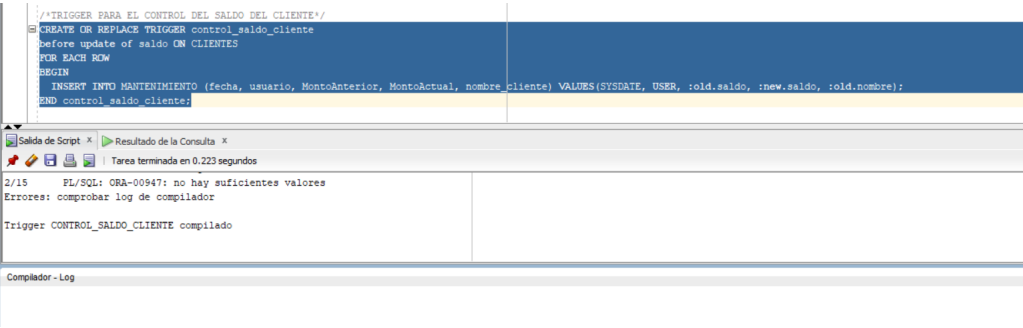 /*TRIGGER PARA EL CONTROL DEL SALDO DEL CLIENTE*/
CREATE OR REPLACE TRIGGER control_saldo_cliente
before update of saldo ON CLIENTES
FOR EACH ROW
BEGIN
INSERT INTO MANTENIMIENTO (fecha, usuario, MontoAnterior, MontoActual, nombre_cliente) VALUES(SYSDATE, USER, :old.saldo, :new.saldo, :old.nombre);
END control_saldo_cliente;
Salida de Script x Resultado de la Consulta x
Tarea terminada en 0.223 segundos
2/15 PL/SQL: ORA-00947: no hay suficientes valores
Errores: comprobar log de compilador
Trigger CONTROL_SALDO_CLIENTE compilado
Compilador - Log